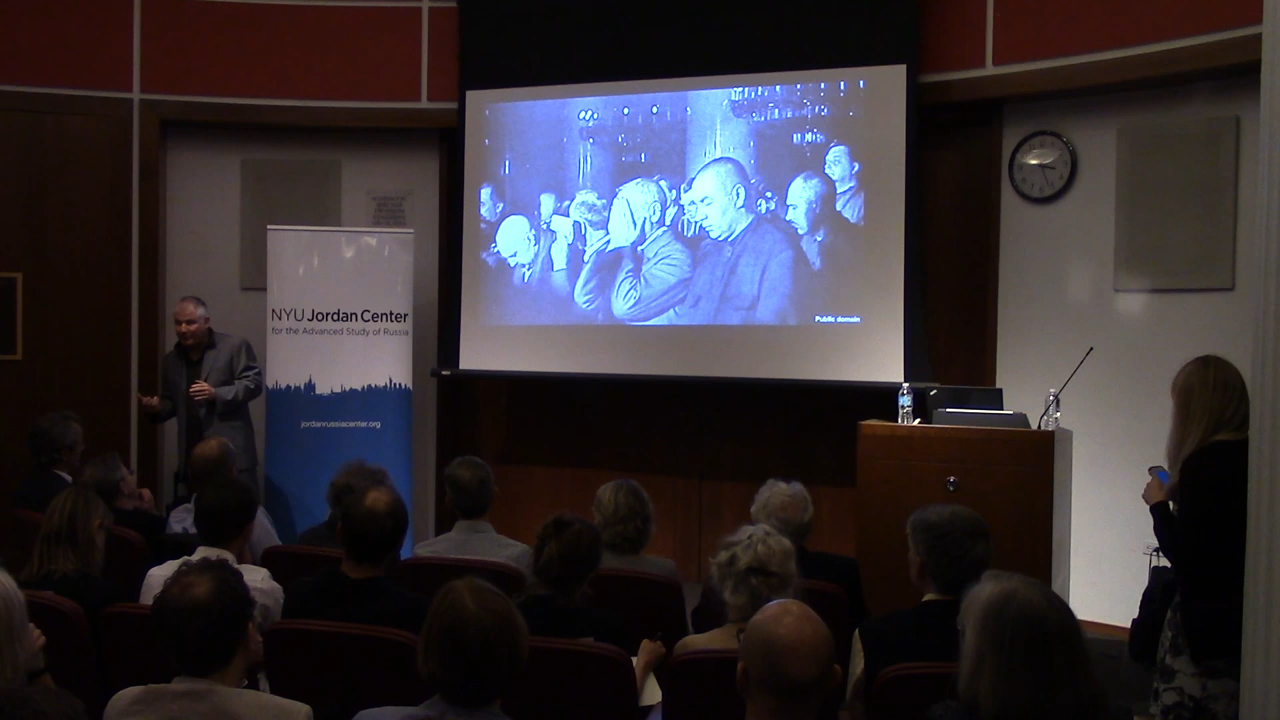 NYU Jordan Center
for the Advanced Study of Russia
jordanrussiacenter.org
Public domain